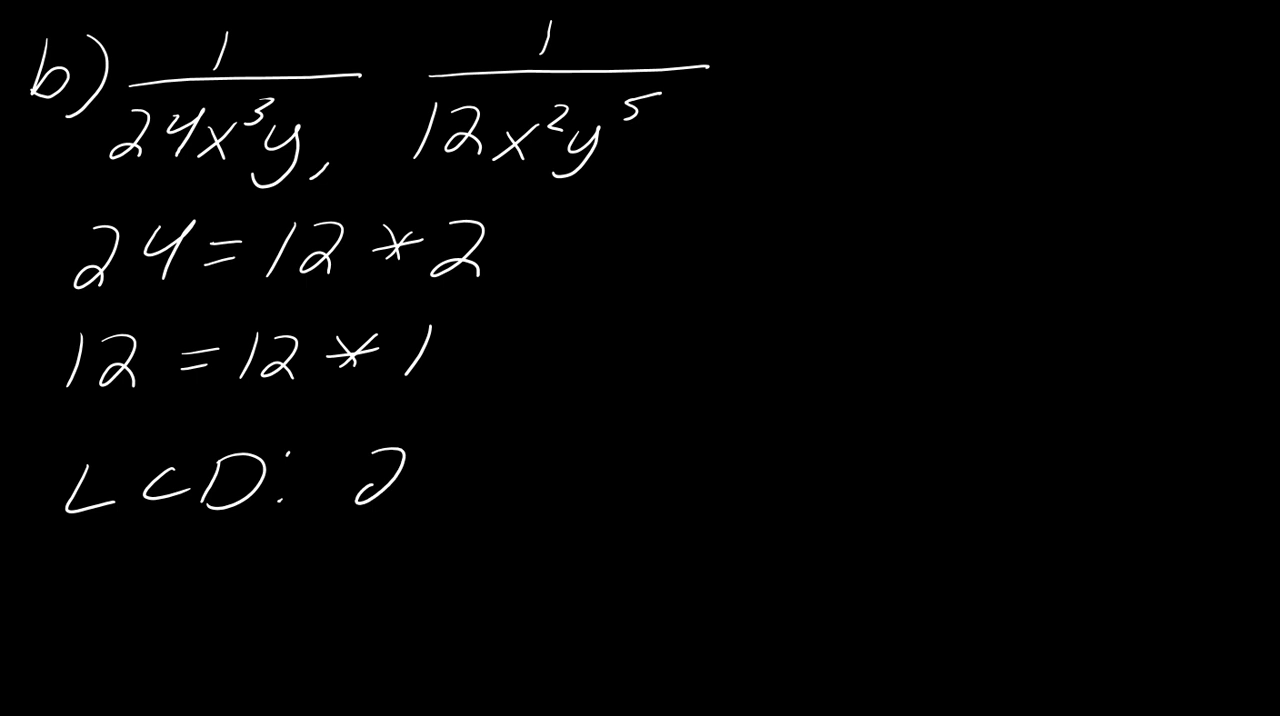 b) 1/(24x³y), 1/(12x²y⁵)
24 = 12 * 2
12 = 12 * 1
LCD: 2